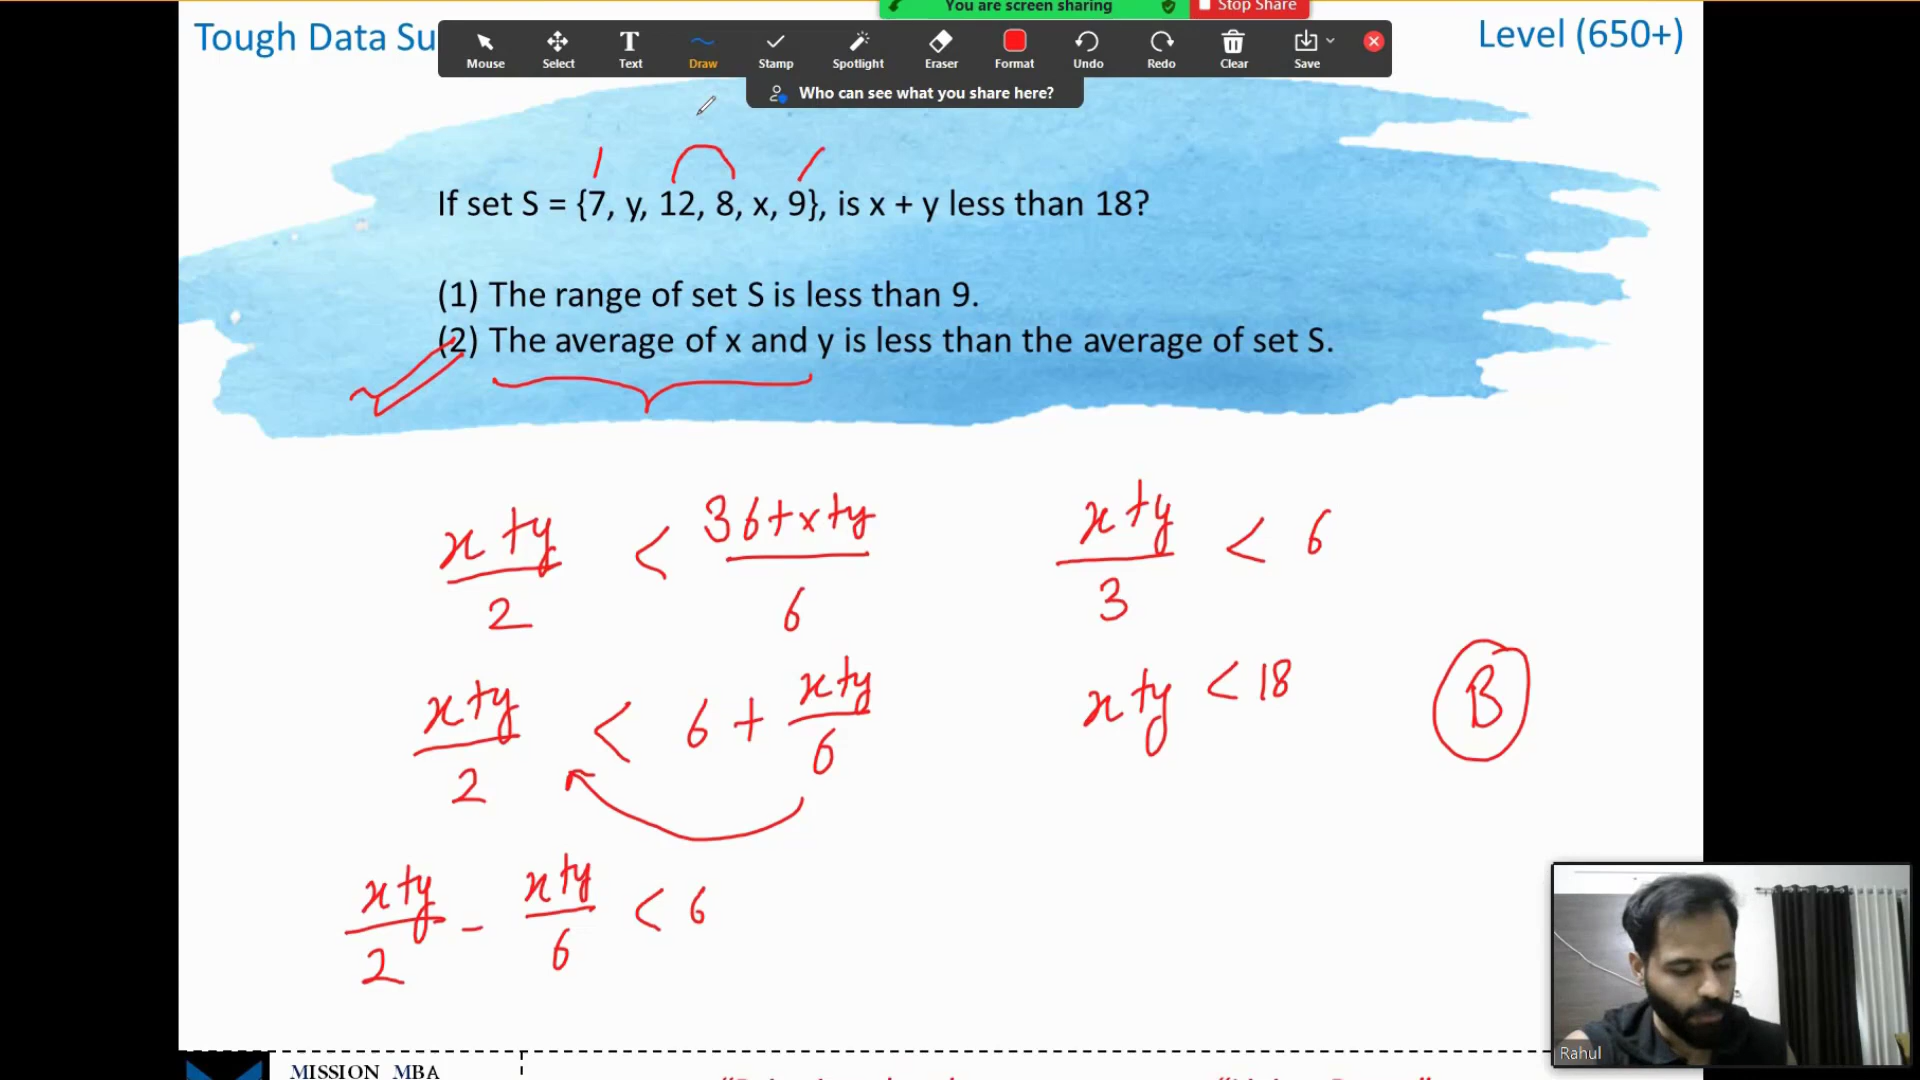 You are screen sharing Stop Share
Tough Data Su
Level (650+)
Mouse Select Text Draw Stamp Spotlight Eraser Format Undo Redo Clear Save
Who can see what you share here?
If set S = {7, y, 12, 8, x, 9}, is x + y less than 18?
(1) The range of set S is less than 9.
(2) The average of x and y is less than the average of set S.
x+y/2 < 36+x+y/6
x+y/3 < 6
x+y/2 < 6 + x+y/6
x+y < 18
B
x+y/2 - x+y/6 < 6
Rahul
MISSION MBA